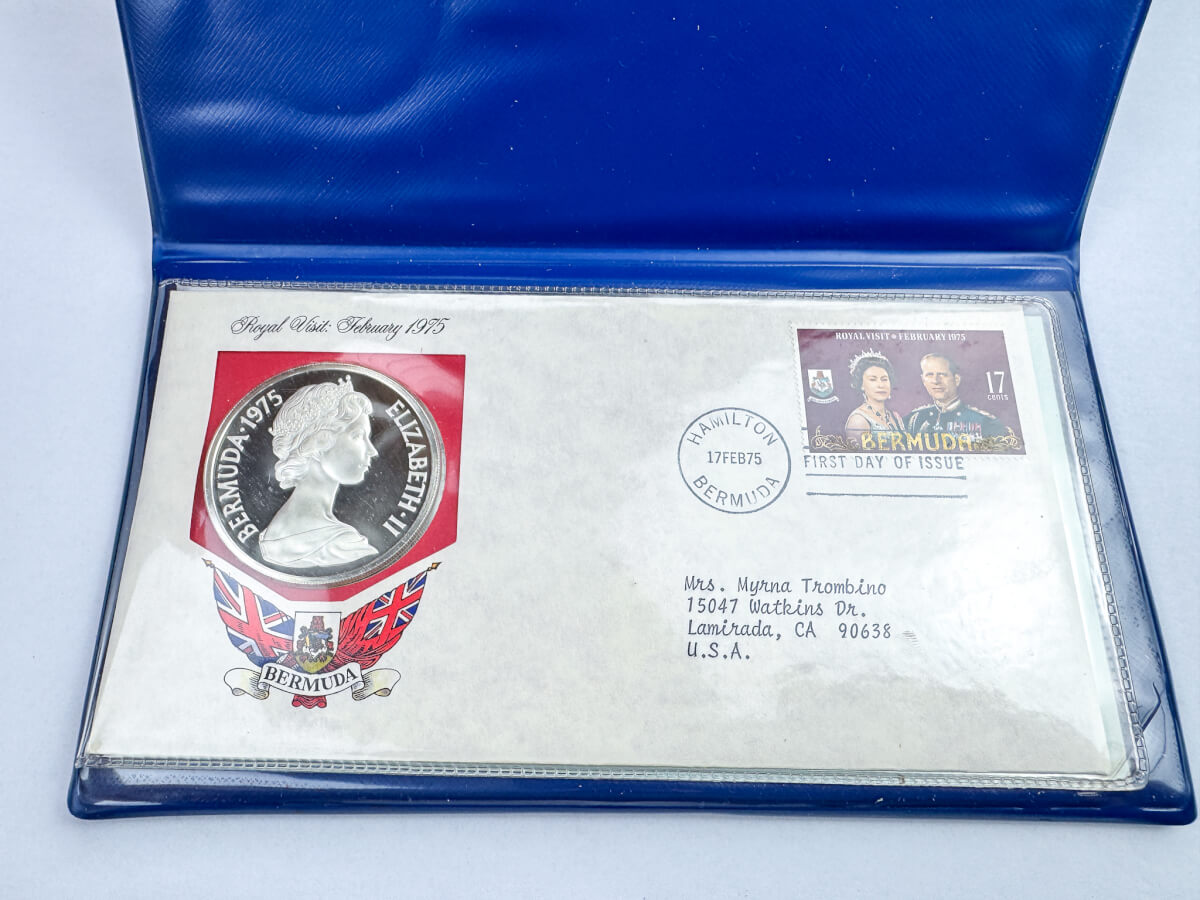 Royal Visit: February 1975
BERMUDA·1975
ELIZABETH·II
BERMUDA
ROYAL VISIT FEBRUARY 1975
17
cents
BERMUDA
HAMILTON
17FEB75
BERMUDA
FIRST DAY OF ISSUE
Mrs. Myrna Trombino
15047 Watkins Dr.
Lamirada, CA 90638
U.S.A.